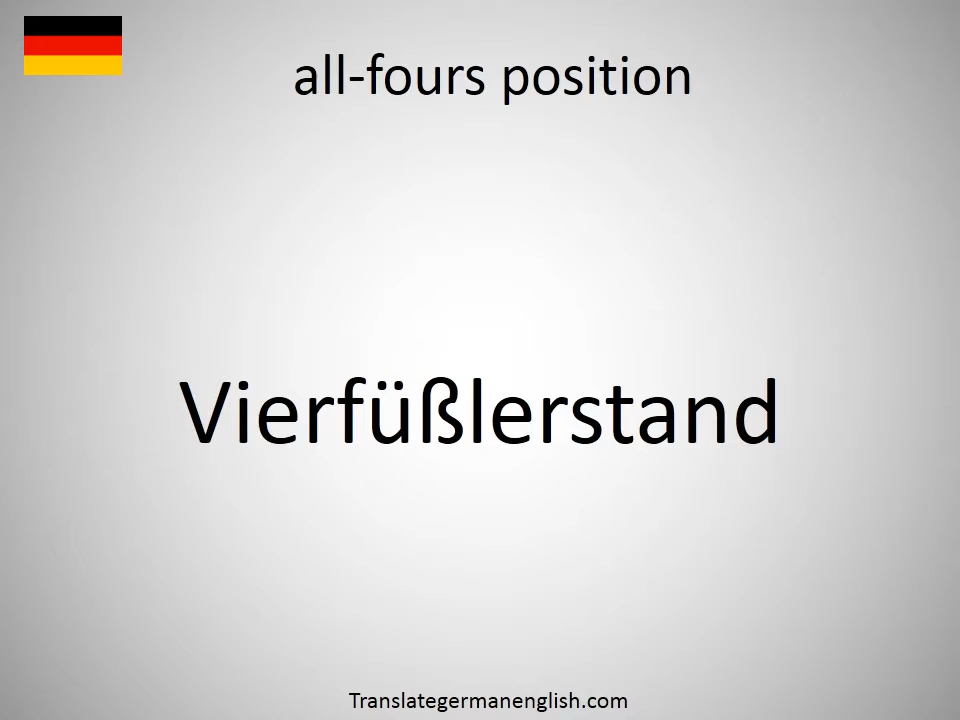 all-fours position
Vierfüßlerstand
Translategermanenglish.com